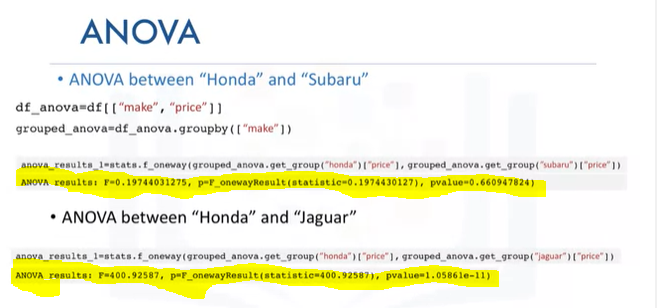 ANOVA
• ANOVA between “Honda” and “Subaru”
df_anova=df[[“make”, “price”]]
grouped_anova=df_anova.groupby([“make”])
anova_results_1=stats.f_oneway(grouped_anova.get_group(“honda”)[“price”], grouped_anova.get_group(“subaru”)[“price”])
ANOVA results: F=0.19744031275, p=F_onewayResult(statistic=0.1974430127), pvalue=0.660947824)
• ANOVA between “Honda” and “Jaguar”
anova_results_1=stats.f_oneway(grouped_anova.get_group(“honda”)[“price”], grouped_anova.get_group(“jaguar”)[“price”])
ANOVA results: F=400.92587, p=F_onewayResult(statistic=400.92587), pvalue=1.05861e-11)